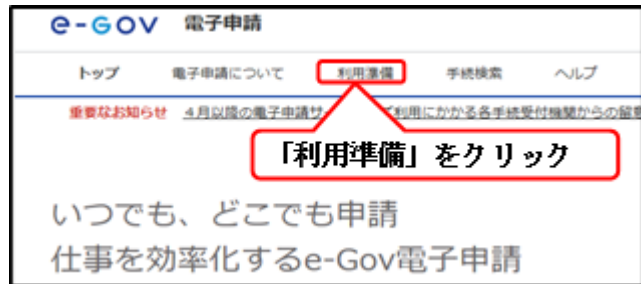 e-GOV 電子申請
トップ 電子申請について 利用準備 手続検索 ヘルプ
重要なお知らせ 4月以降の電子申請サ 利用にかかる各手続受付機関からの留意
「利用準備」をクリック
いつでも、どこでも申請
仕事を効率化するe-Gov電子申請